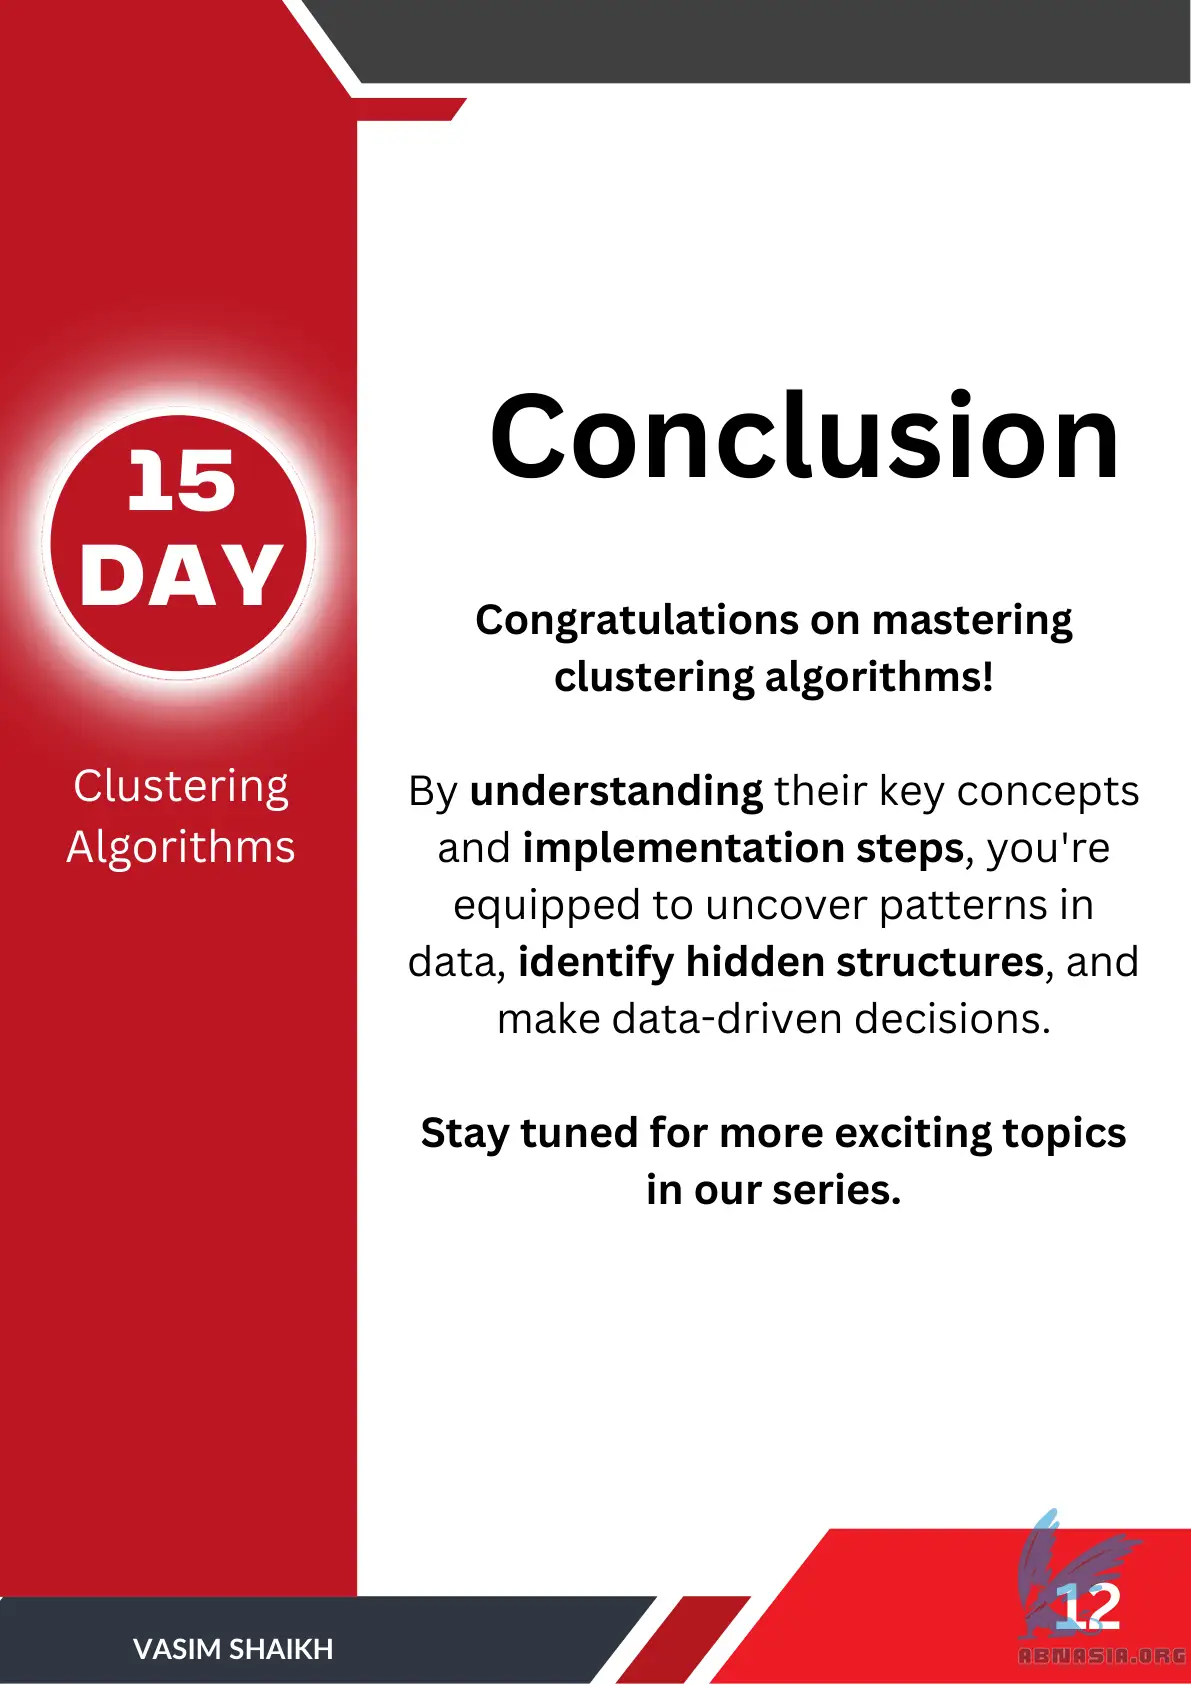 15
DAY
Clustering
Algorithms
Conclusion
Congratulations on mastering
clustering algorithms!
By understanding their key concepts
and implementation steps, you're
equipped to uncover patterns in
data, identify hidden structures, and
make data-driven decisions.
Stay tuned for more exciting topics
in our series.
VASIM SHAIKH
12
ABNASIA.ORG